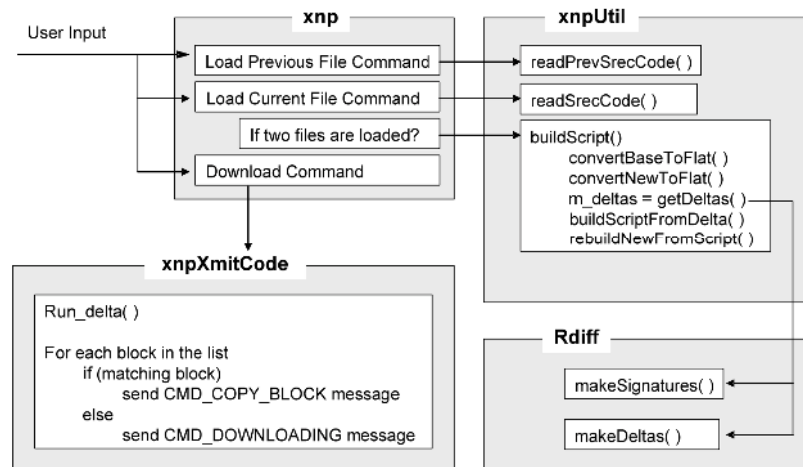 User Input
xnp
Load Previous File Command
Load Current File Command
If two files are loaded?
Download Command
xnpUtil
readPrevSrecCode( )
readSrecCode( )
buildScript()
convertBaseToFlat( )
convertNewToFlat( )
m_deltas = getDeltas( )
buildScriptFromDelta( )
rebuildNewFromScript( )
xnpXmitCode
Run_delta( )
For each block in the list
if (matching block)
send CMD_COPY_BLOCK message
else
send CMD_DOWNLOADING message
Rdiff
makeSignatures( )
makeDeltas( )